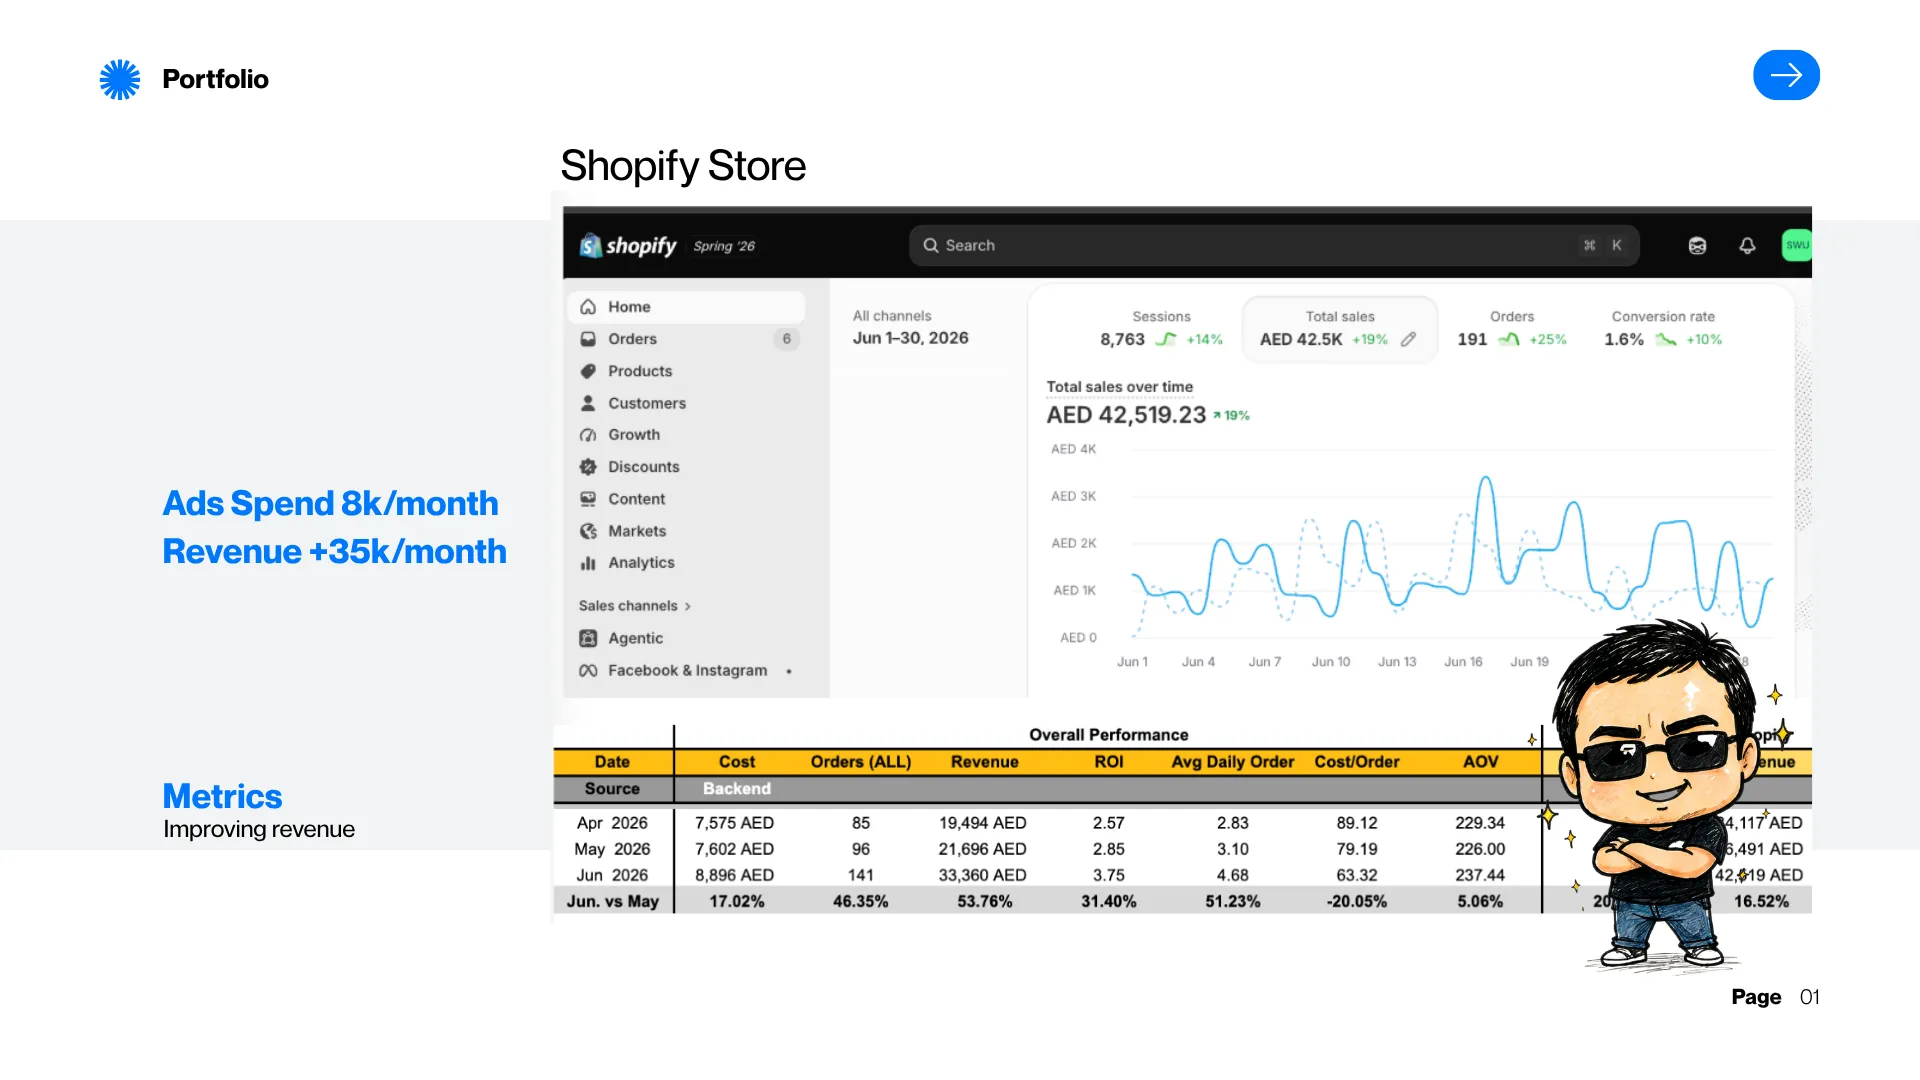 Portfolio
Shopify Store
shopify Spring '26
Search
⌘ K
SWU
Home
Orders 6
Products
Customers
Growth
Discounts
Content
Markets
Analytics
Sales channels >
Agentic
Facebook & Instagram
All channels
Jun 1–30, 2026
Sessions
8,763 +14%
Total sales
AED 42.5K +19%
Orders
191 +25%
Conversion rate
1.6% +10%
Total sales over time
AED 42,519.23 19%
AED 4K
AED 3K
AED 2K
AED 1K
AED 0
Jun 1 Jun 4 Jun 7 Jun 10 Jun 13 Jun 16 Jun 19
Ads Spend 8k/month
Revenue +35k/month
Metrics
Improving revenue
Overall Performance
Date Cost Orders (ALL) Revenue ROI Avg Daily Order Cost/Order AOV
Source Backend
Apr 2026 7,575 AED 85 19,494 AED 2.57 2.83 89.12 229.34 4,117 AED
May 2026 7,602 AED 96 21,696 AED 2.85 3.10 79.19 226.00 6,491 AED
Jun 2026 8,896 AED 141 33,360 AED 3.75 4.68 63.32 237.44 AED
Jun. vs May 17.02% 46.35% 53.76% 31.40% 51.23% -20.05% 5.06% 16.52%
Page 01